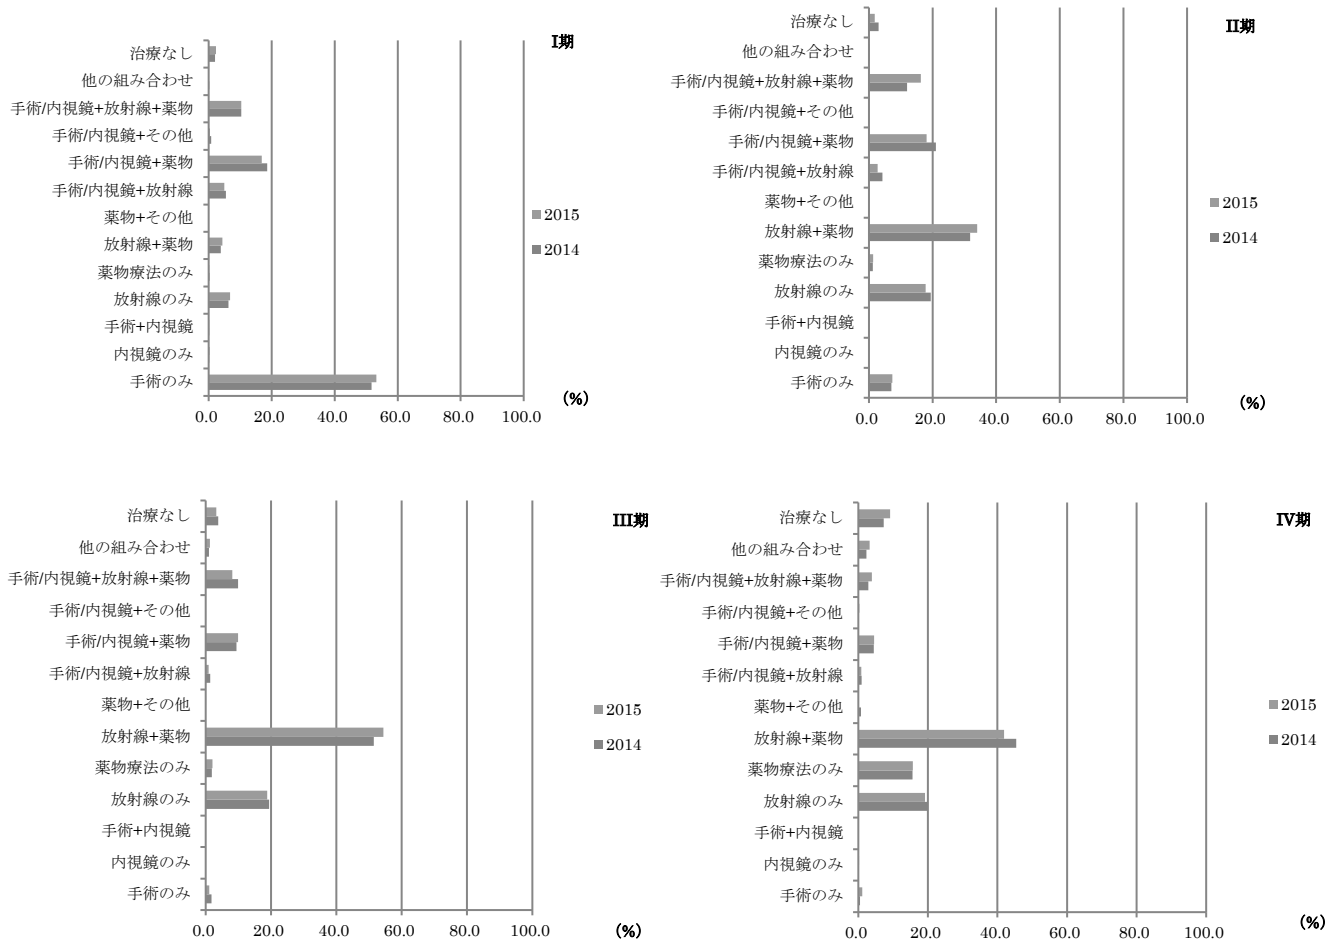 I期
治療なし
他の組み合わせ
手術/内視鏡+放射線+薬物
手術/内視鏡+その他
手術/内視鏡+薬物
手術/内視鏡+放射線
薬物+その他
放射線+薬物
薬物療法のみ
放射線のみ
手術+内視鏡
内視鏡のみ
手術のみ
2015
2014
0.0 20.0 40.0 60.0 80.0 100.0
(%)
II期
治療なし
他の組み合わせ
手術/内視鏡+放射線+薬物
手術/内視鏡+その他
手術/内視鏡+薬物
手術/内視鏡+放射線
薬物+その他
放射線+薬物
薬物療法のみ
放射線のみ
手術+内視鏡
内視鏡のみ
手術のみ
2015
2014
0.0 20.0 40.0 60.0 80.0 100.0
(%)
III期
治療なし
他の組み合わせ
手術/内視鏡+放射線+薬物
手術/内視鏡+その他
手術/内視鏡+薬物
手術/内視鏡+放射線
薬物+その他
放射線+薬物
薬物療法のみ
放射線のみ
手術+内視鏡
内視鏡のみ
手術のみ
2015
2014
0.0 20.0 40.0 60.0 80.0 100.0
(%)
IV期
治療なし
他の組み合わせ
手術/内視鏡+放射線+薬物
手術/内視鏡+その他
手術/内視鏡+薬物
手術/内視鏡+放射線
薬物+その他
放射線+薬物
薬物療法のみ
放射線のみ
手術+内視鏡
内視鏡のみ
手術のみ
2015
2014
0.0 20.0 40.0 60.0 80.0 100.0
(%)